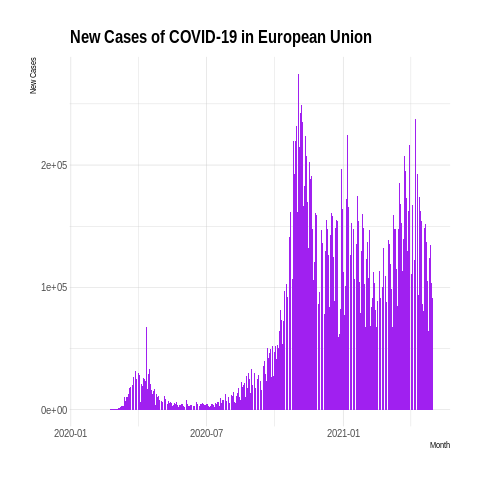 New Cases of COVID-19 in European Union
New Cases
2e+05
1e+05
0e+00
2020-01 2020-07 2021-01
Month